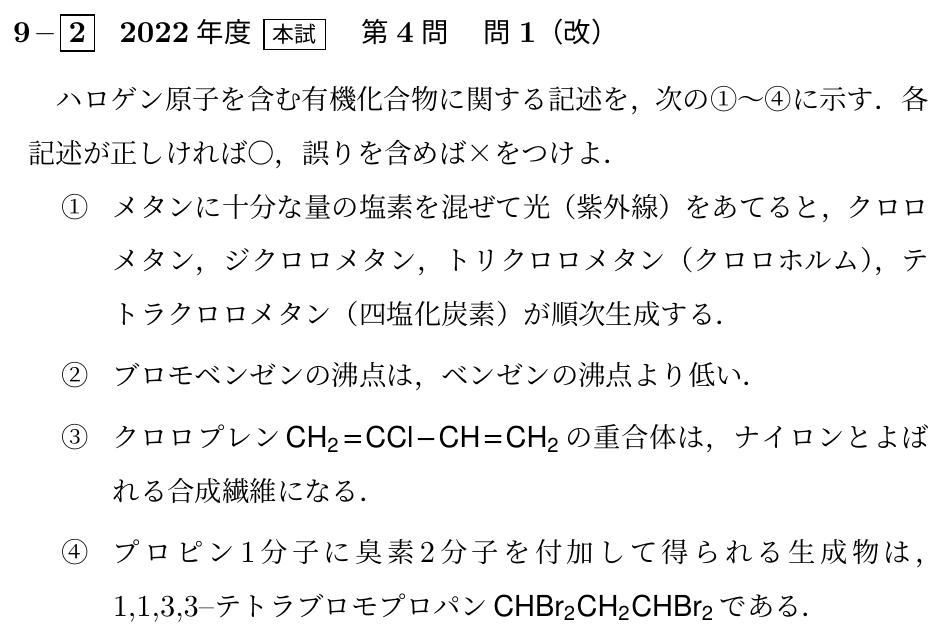 9–2 2022年度 本試 第4問 問1（改）
ハロゲン原子を含む有機化合物に関する記述を，次の①～④に示す．各
記述が正しければ○，誤りを含めば×をつけよ．
① メタンに十分な量の塩素を混ぜて光（紫外線）をあてると，クロロ
メタン，ジクロロメタン，トリクロロメタン（クロロホルム），テ
トラクロロメタン（四塩化炭素）が順次生成する．
② ブロモベンゼンの沸点は，ベンゼンの沸点より低い．
③ クロロプレン CH₂=CCl−CH=CH₂ の重合体は，ナイロンとよば
れる合成繊維になる．
④ プロピン1分子に臭素2分子を付加して得られる生成物は，
1,1,3,3–テトラブロモプロパン CHBr₂CH₂CHBr₂ である．